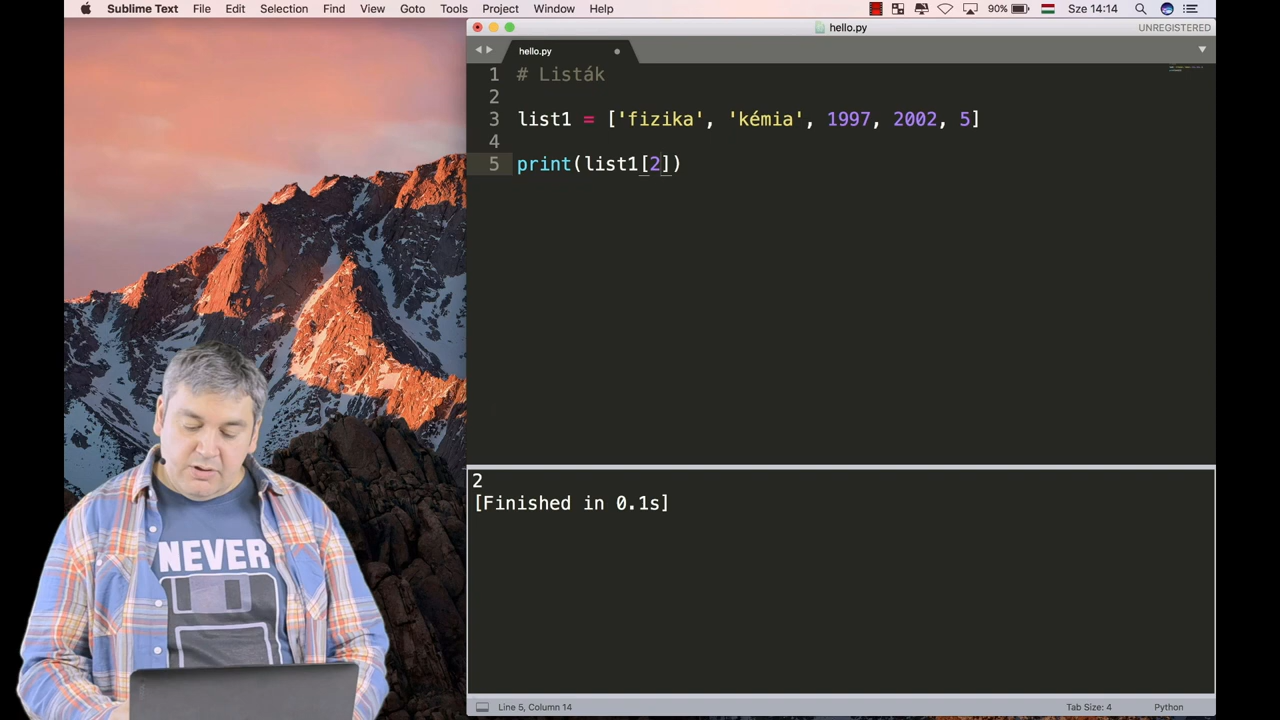 Sublime Text File Edit Selection Find View Goto Tools Project Window Help 90% Sze 14:14
hello.py UNREGISTERED
hello.py
1 # Listák
2
3 list1 = ['fizika', 'kémia', 1997, 2002, 5]
4
5 print(list1[2])
2
[Finished in 0.1s]
NEVER
Line 5, Column 14 Tab Size: 4 Python